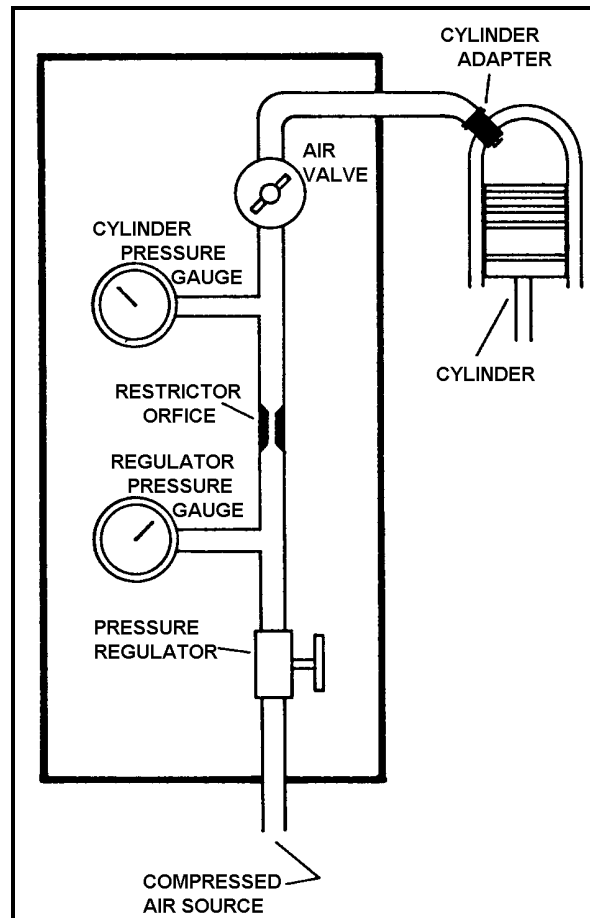 CYLINDER
ADAPTER
AIR
VALVE
CYLINDER
PRESSURE
GAUGE
CYLINDER
RESTRICTOR
ORFICE
REGULATOR
PRESSURE
GAUGE
PRESSURE
REGULATOR
COMPRESSED
AIR SOURCE